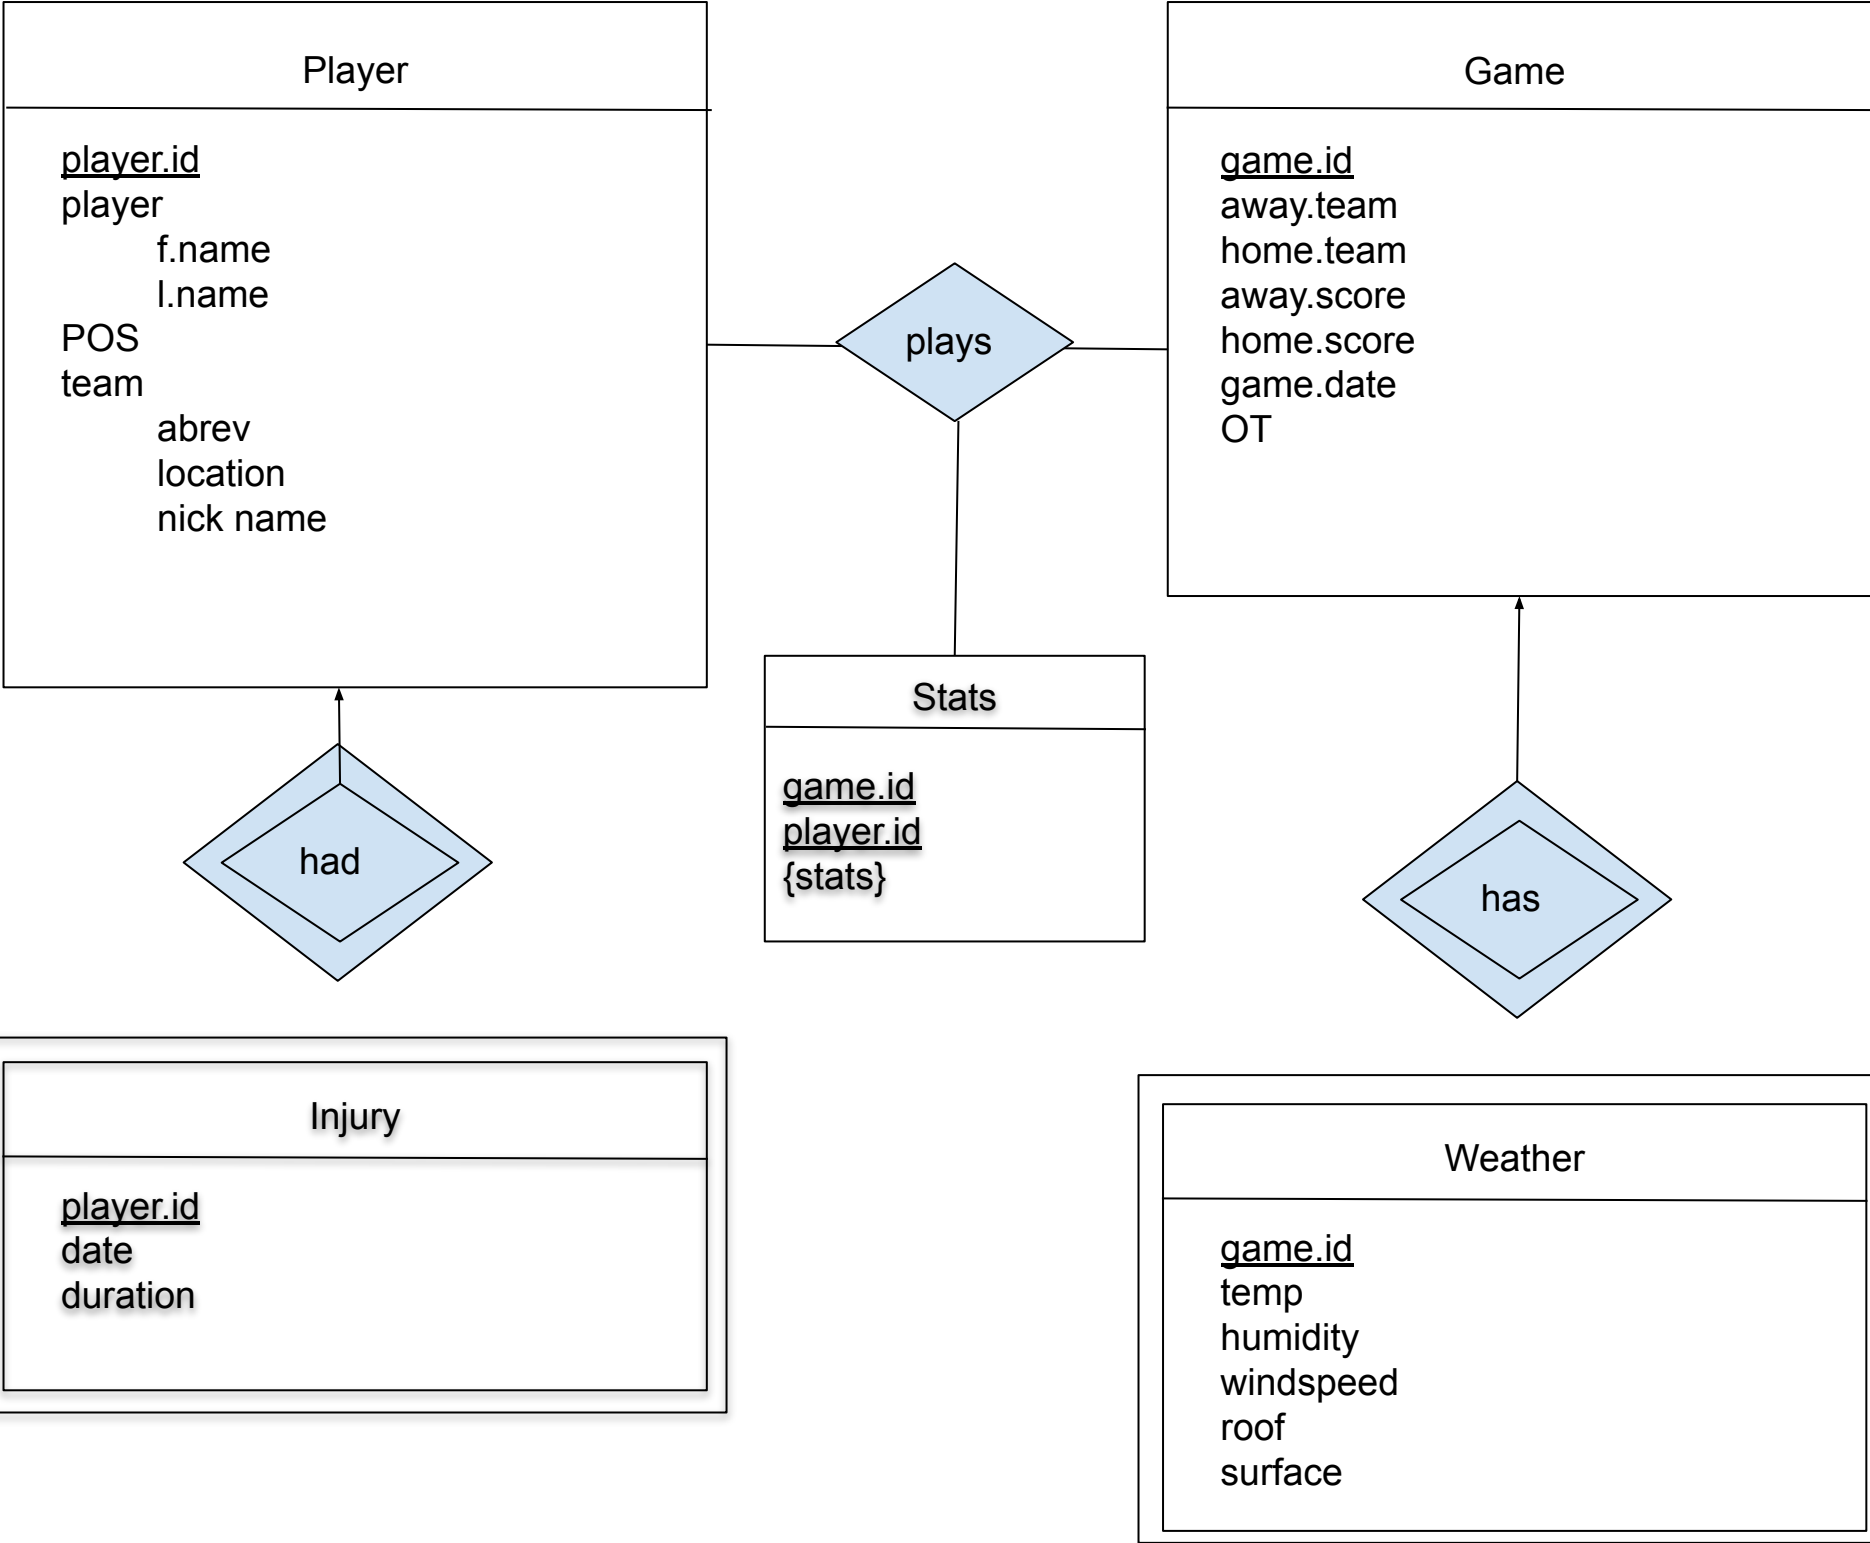 Player
player.id
player
f.name
l.name
POS
team
abrev
location
nick name
plays
Game
game.id
away.team
home.team
away.score
home.score
game.date
OT
had
Stats
game.id
player.id
{stats}
has
Injury
player.id
date
duration
Weather
game.id
temp
humidity
windspeed
roof
surface